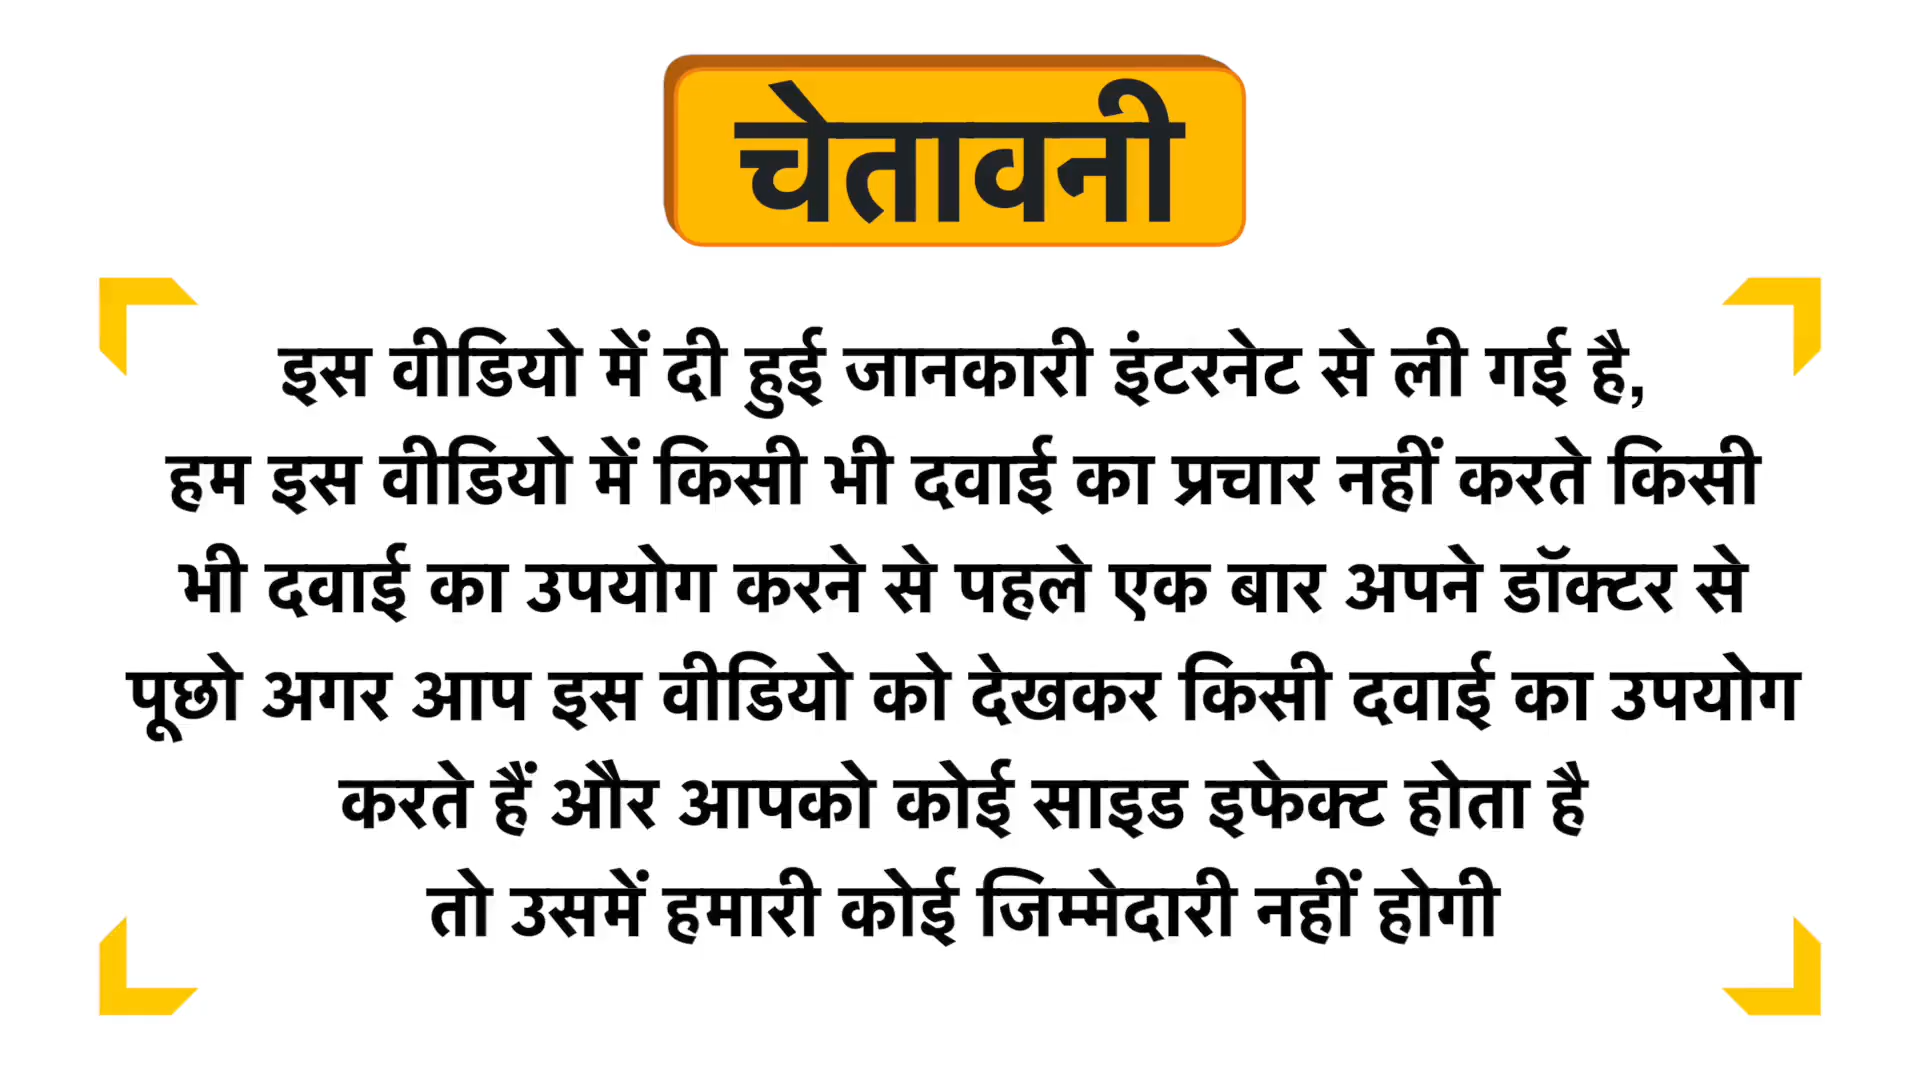 चेतावनी
इस वीडियो में दी हुई जानकारी इंटरनेट से ली गई है,
हम इस वीडियो में किसी भी दवाई का प्रचार नहीं करते किसी
भी दवाई का उपयोग करने से पहले एक बार अपने डॉक्टर से
पूछो अगर आप इस वीडियो को देखकर किसी दवाई का उपयोग
करते हैं और आपको कोई साइड इफेक्ट होता है
तो उसमें हमारी कोई जिम्मेदारी नहीं होगी